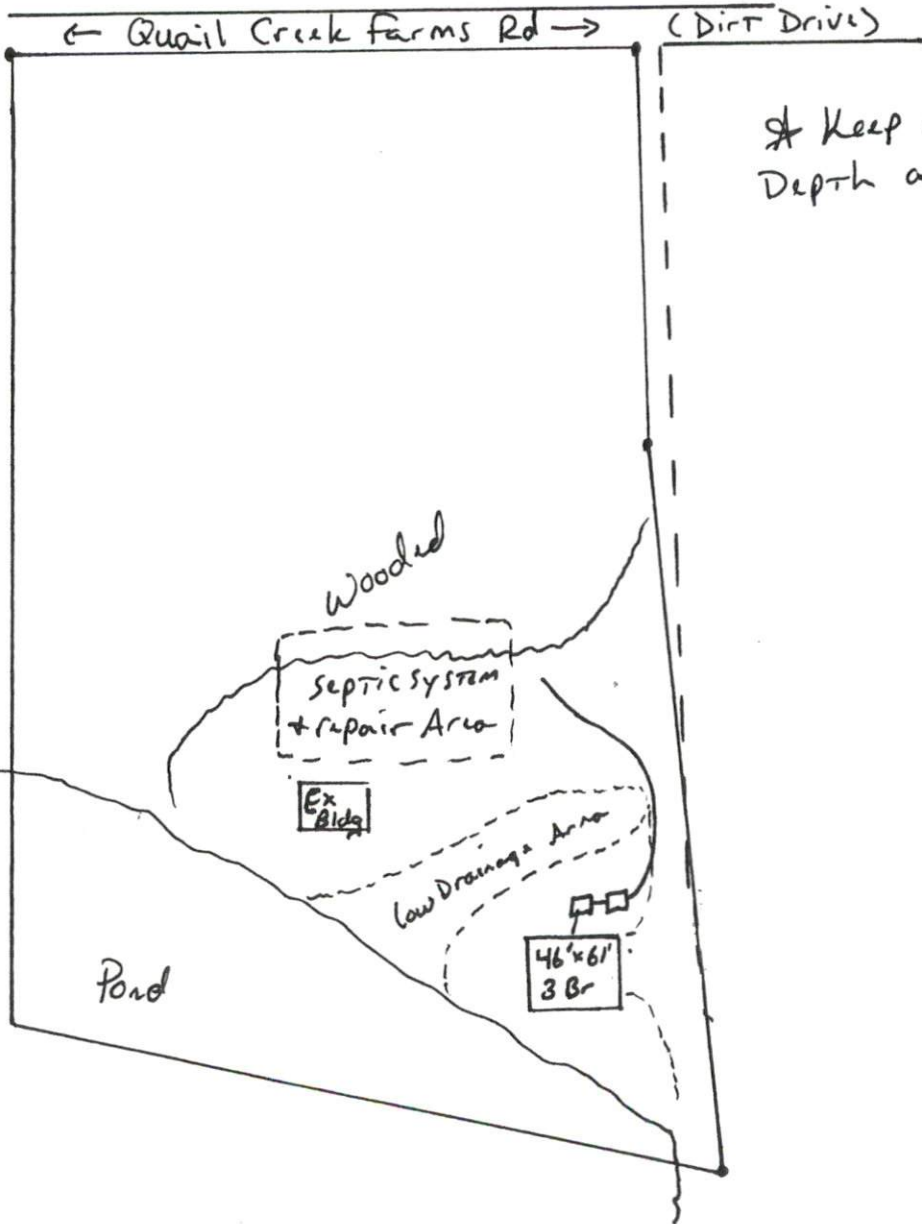 ← Quail Creek Farms Rd → (Dirt Drive)
* Keep
Depth a
Wooded
septic system
+ repair Area
Ex
Bldg
Low Drainage Area
46'x61'
3 Br
Pond